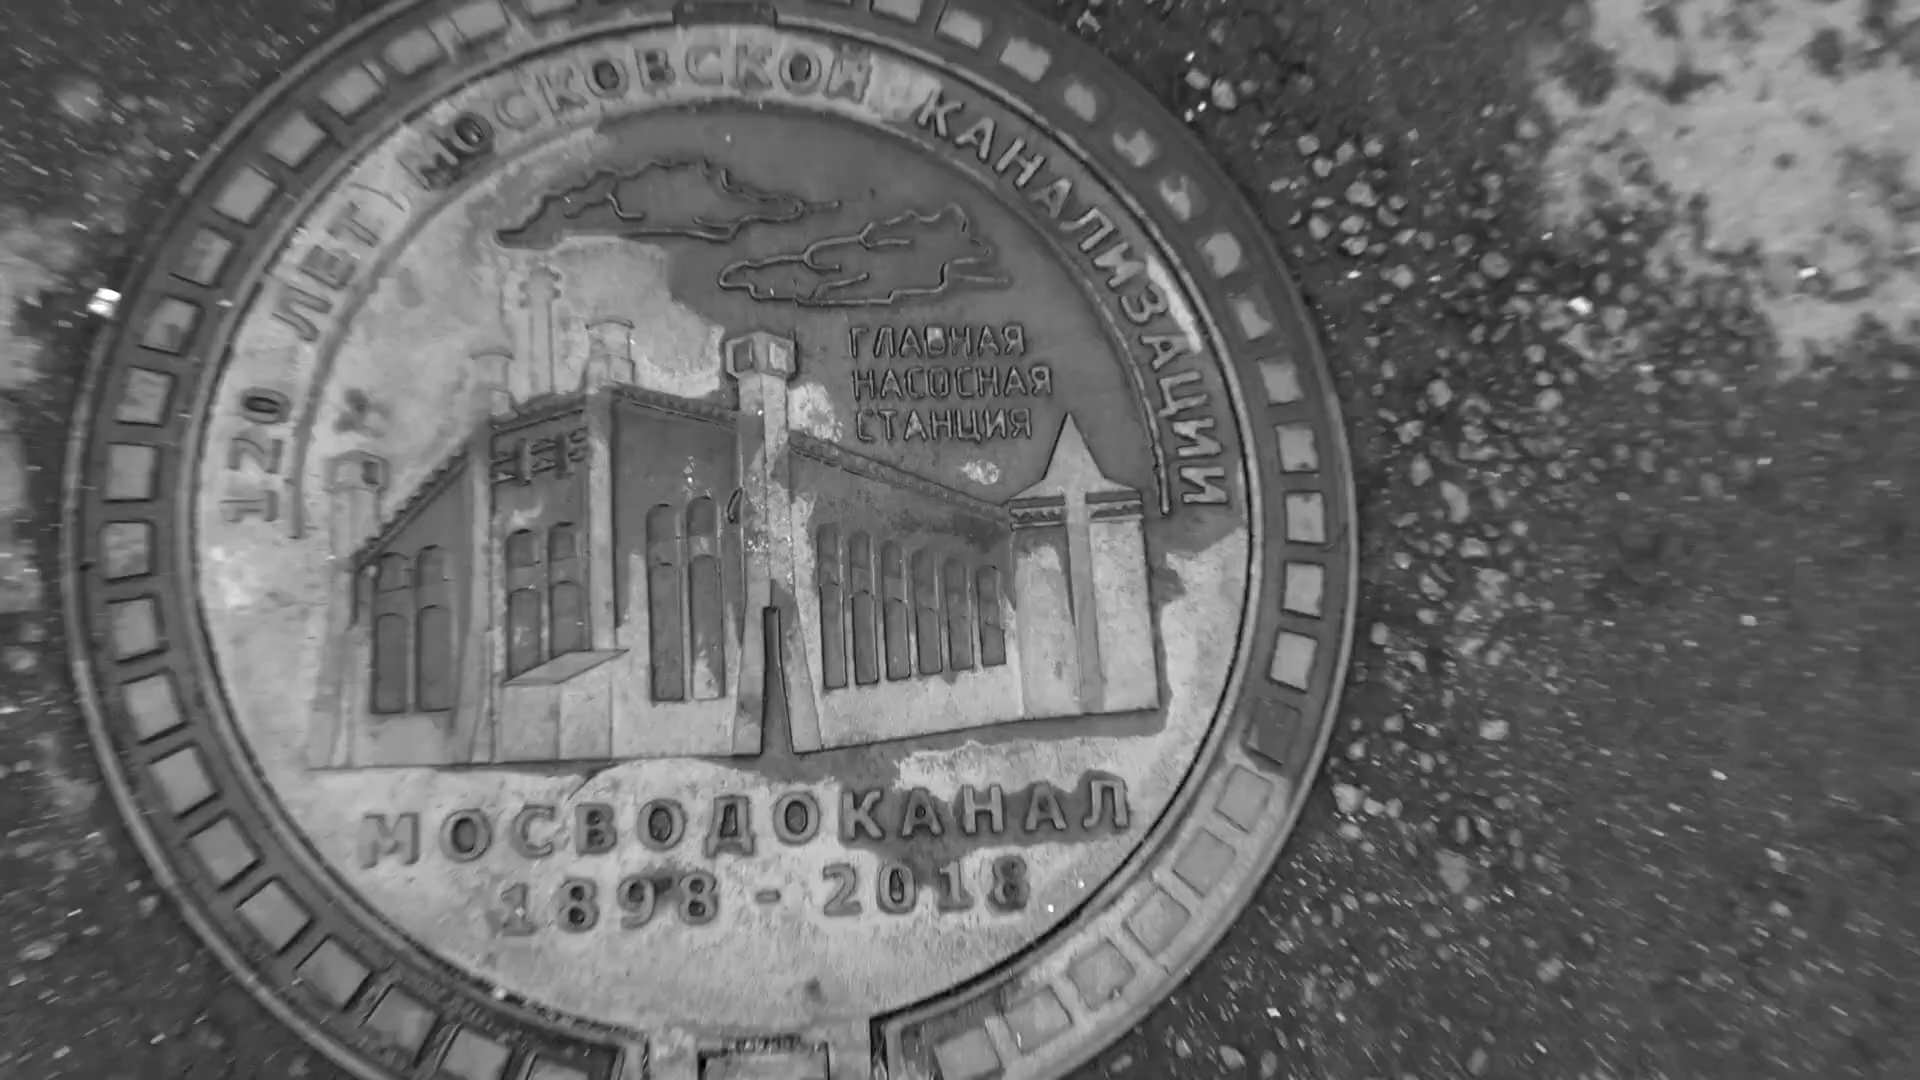 120 ЛЕТ МОСКОВСКОЙ КАНАЛИЗАЦИИ
ГЛАВНАЯ
НАСОСНАЯ
СТАНЦИЯ
МОСВОДОКАНАЛ
1898 - 2018